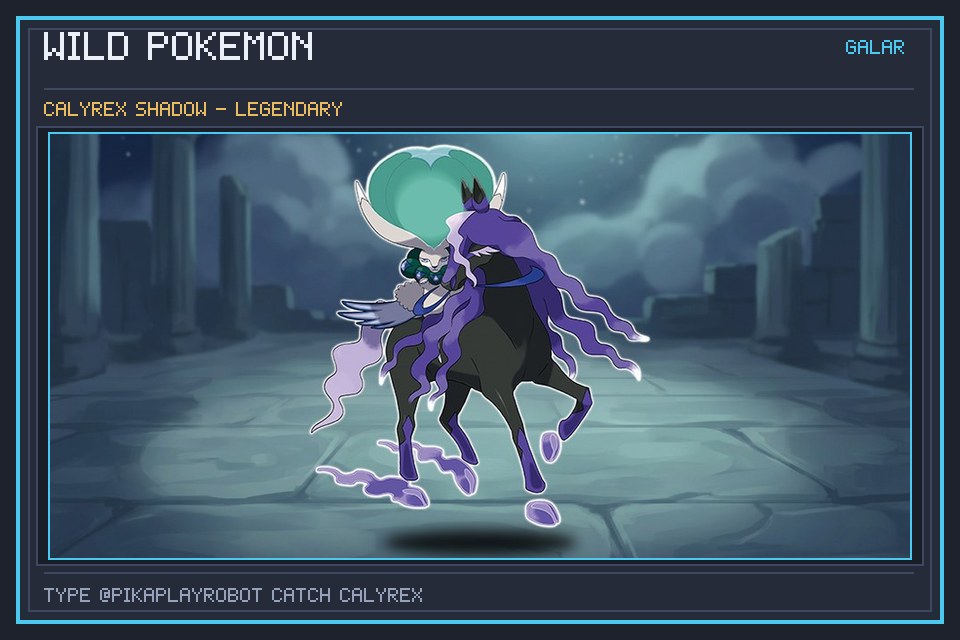 WILD POKEMON
GALAR
CALYREX SHADOW - LEGENDARY
TYPE @PIKAPLAYROBOT CATCH CALYREX